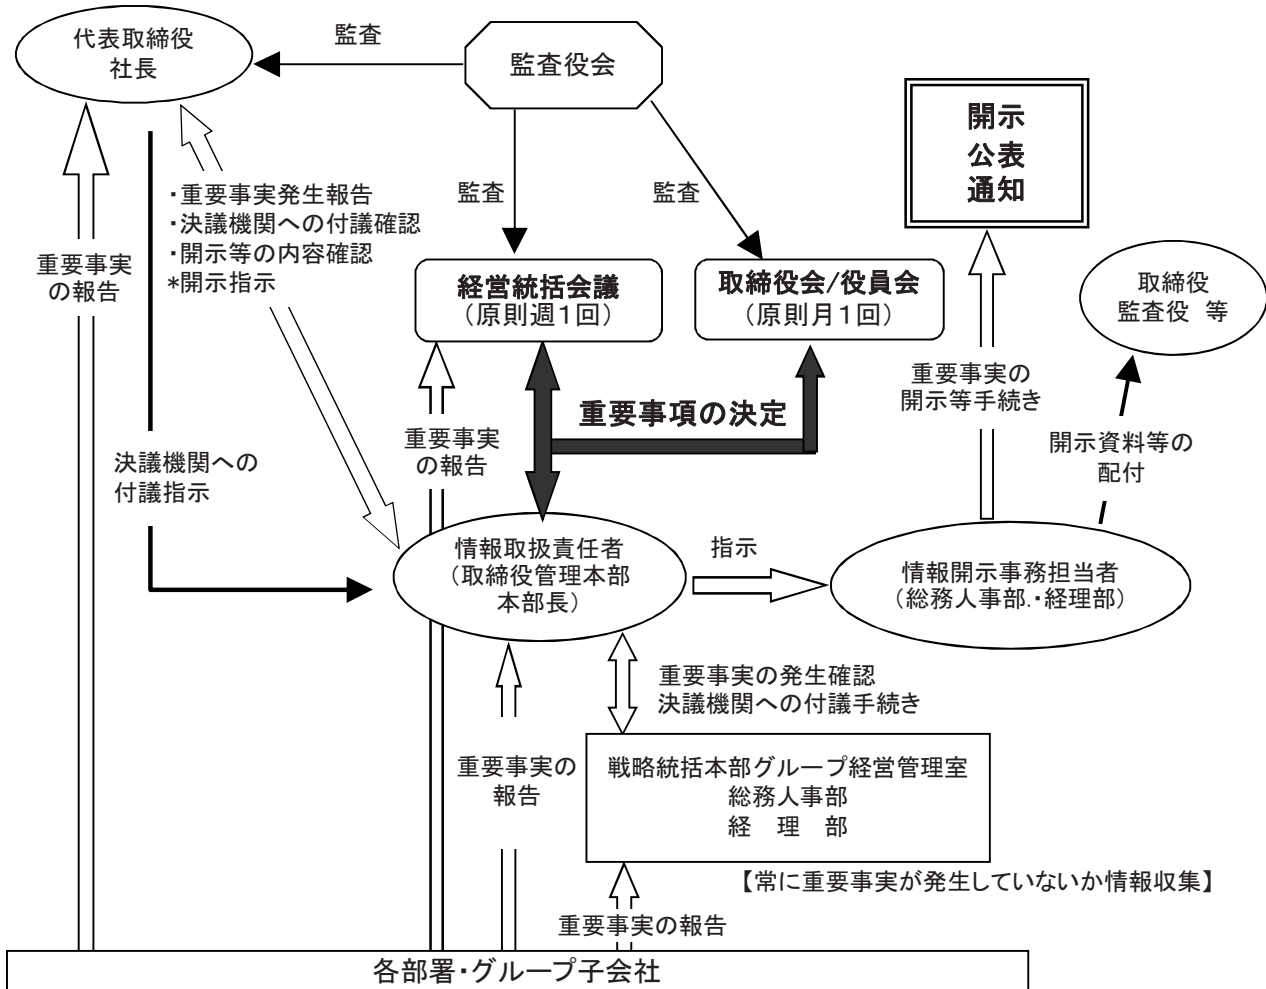 代表取締役
社長
監査
監査役会
開示
公表
通知
監査
監査
・重要事実発生報告
・決議機関への付議確認
・開示等の内容確認
*開示指示
重要事実
の報告
経営統括会議
（原則週１回）
取締役会/役員会
（原則月１回）
取締役
監査役　等
重要事実の
開示等手続き
重要事項の決定
重要事実
の報告
開示資料等の
配付
決議機関への
付議指示
情報取扱責任者
（取締役管理本部
本部長）
指示
情報開示事務担当者
（総務人事部.・経理部）
重要事実の発生確認
決議機関への付議手続き
重要事実の
報告
戦略統括本部グループ経営管理室
総務人事部
経　理　部
【常に重要事実が発生していないか情報収集】
重要事実の報告
各部署・グループ子会社